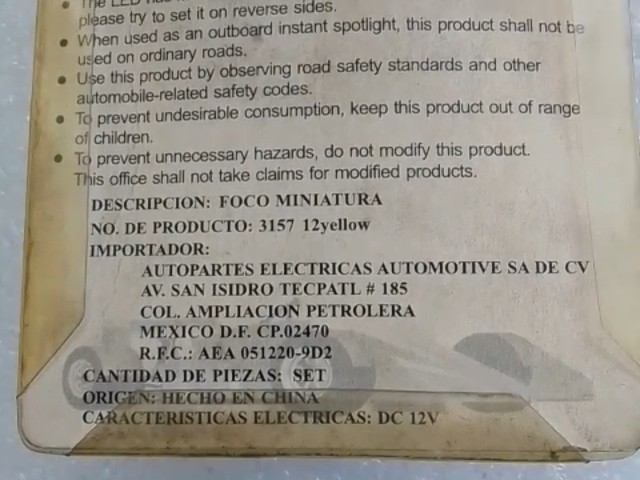 The LED has
please try to set it on reverse sides.
When used as an outboard instant spotlight, this product shall not be
used on ordinary roads.
Use this product by observing road safety standards and other
automobile-related safety codes.
To prevent undesirable consumption, keep this product out of range
of children.
To prevent unnecessary hazards, do not modify this product.
This office shall not take claims for modified products.
DESCRIPCION: FOCO MINIATURA
NO. DE PRODUCTO: 3157 12yellow
IMPORTADOR:
AUTOPARTES ELECTRICAS AUTOMOTIVE SA DE CV
AV. SAN ISIDRO TECPATL # 185
COL. AMPLIACION PETROLERA
MEXICO D.F. CP.02470
R.F.C.: AEA 051220-9D2
CANTIDAD DE PIEZAS: SET
ORIGEN: HECHO EN CHINA
CARACTERISTICAS ELECTRICAS: DC 12V